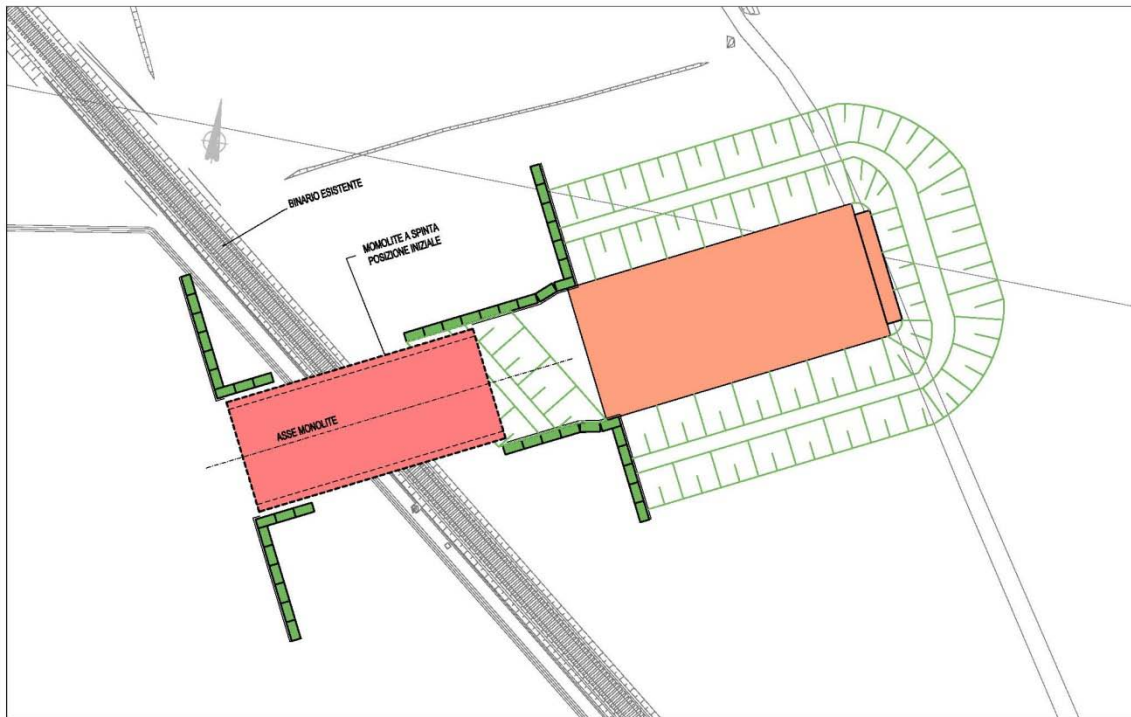 BINARIO ESISTENTE
MOMOLITE A SPINTA
POSIZIONE INIZIALE
ASSE MONOLITE